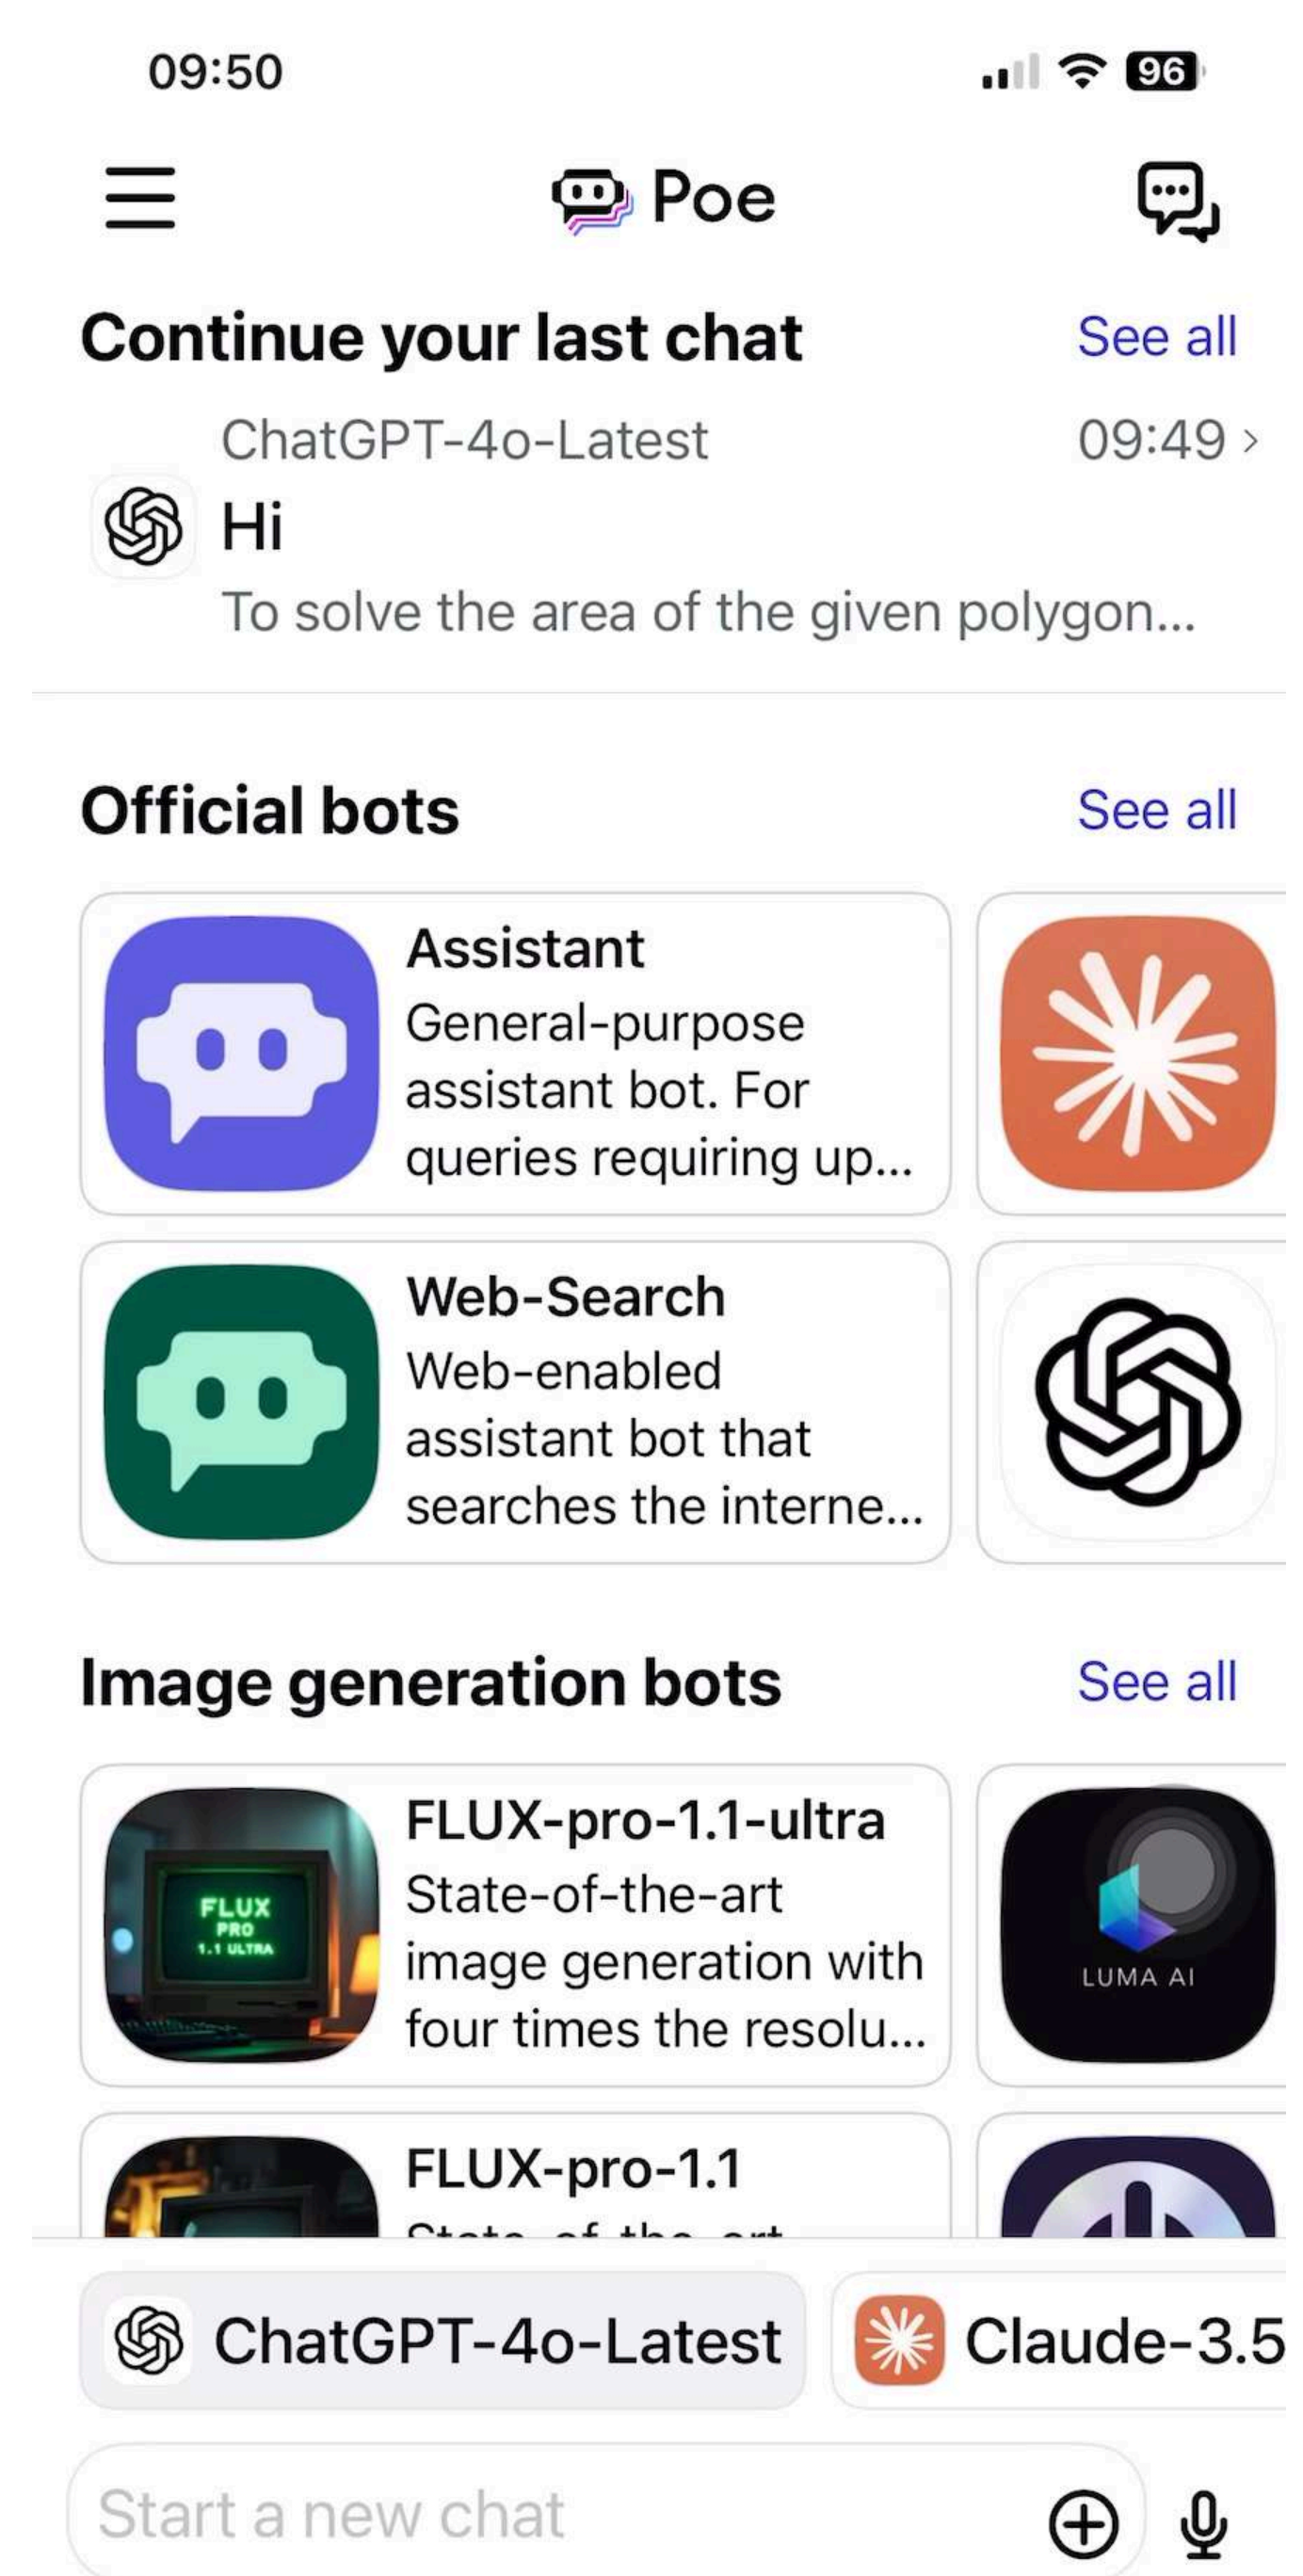 09:50
96
Poe
Continue your last chat
See all
ChatGPT-4o-Latest
09:49
Hi
To solve the area of the given polygon...
Official bots
See all
Assistant
General-purpose
assistant bot. For
queries requiring up...
Web-Search
Web-enabled
assistant bot that
searches the interne...
Image generation bots
See all
FLUX
PRO
1.1 ULTRA
FLUX-pro-1.1-ultra
State-of-the-art
image generation with
four times the resolu...
LUMA AI
FLUX-pro-1.1
State-of-the-art
ChatGPT-4o-Latest
Claude-3.5
Start a new chat